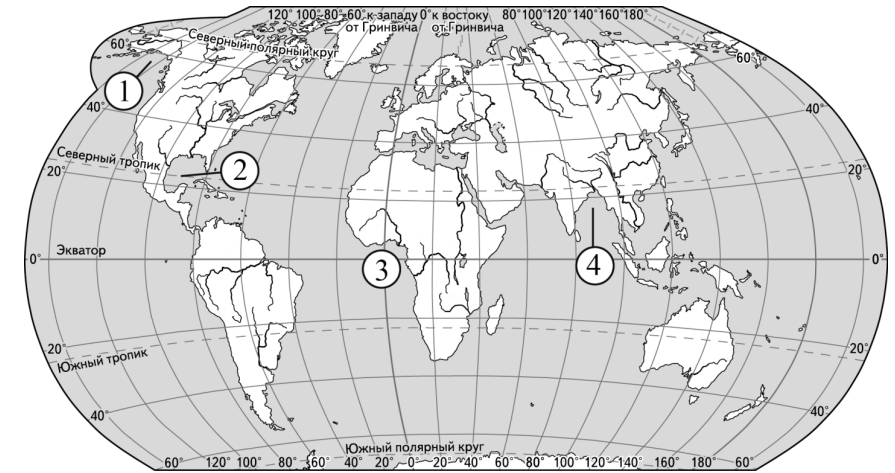 120° 100° 80° 60° к западу 0° к востоку 80° 100° 120° 140° 160° 180°
от Гринвича от Гринвича
Северный полярный круг
60° 60°
1
40° 40°
Северный тропик
2
20° 20°
Экватор
0° 0°
3
4
20° 20°
Южный тропик
40° 40°
Южный полярный круг
60° 120° 100° 80° 60° 40° 20° 0° 20° 40° 60° 80° 100° 120° 140° 160° 180° 60°